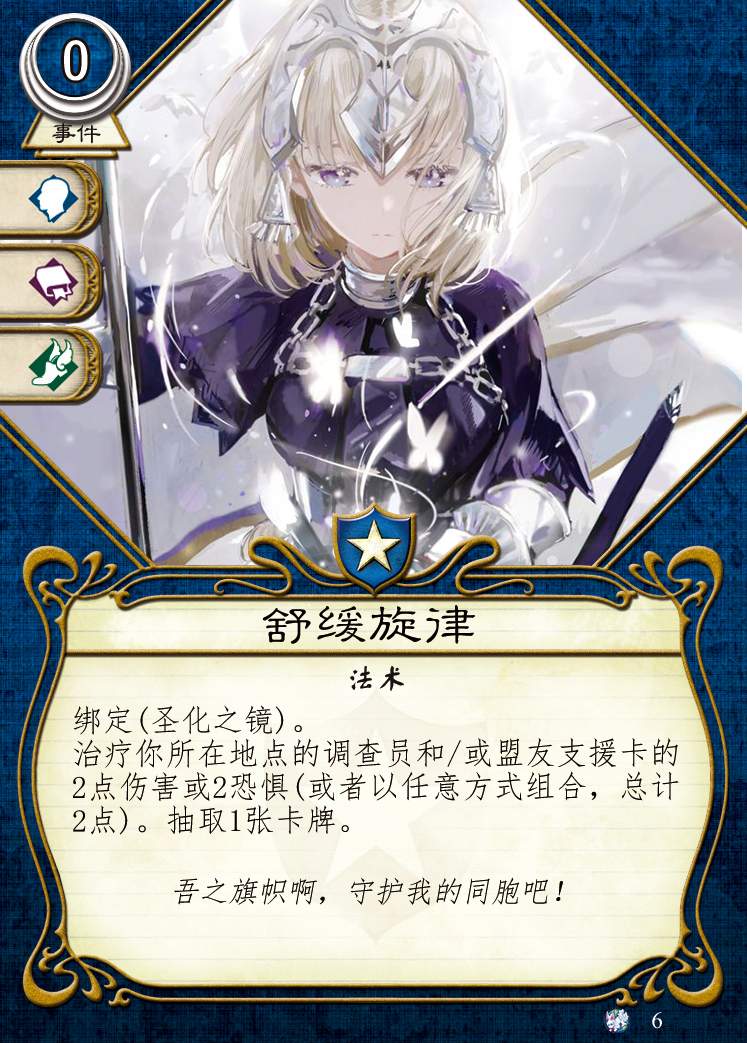 0
事件
舒缓旋律
法术
绑定(圣化之镜)。
治疗你所在地点的调查员和/或盟友支援卡的
2点伤害或2恐惧(或者以任意方式组合，总计
2点)。抽取1张卡牌。
吾之旗帜啊，守护我的同胞吧！
6